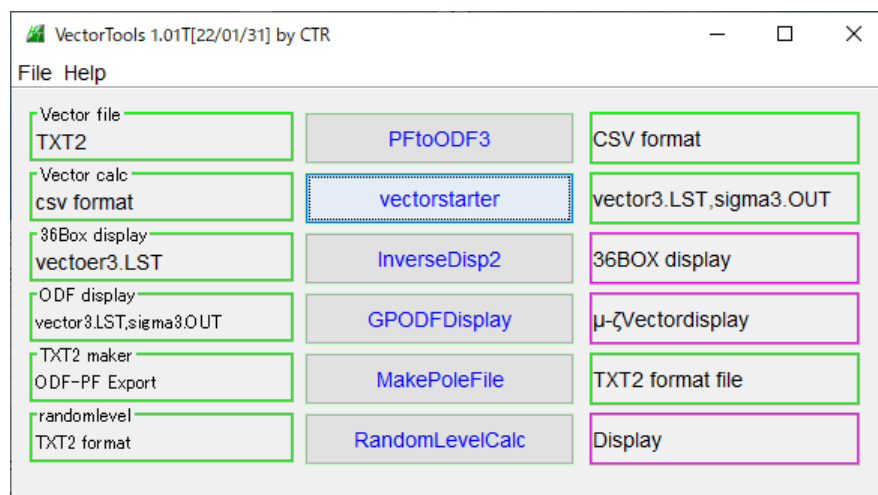 VectorTools 1.01T[22/01/31] by CTR
File Help
Vector file
TXT2
PFtoODF3
CSV format
Vector calc
csv format
vectorstarter
vector3.LST,sigma3.OUT
36Box display
vectoer3.LST
InverseDisp2
36BOX display
ODF display
vector3.LST,sigma3.OUT
GPODFDisplay
μ-ζVectordisplay
TXT2 maker
ODF-PF Export
MakePoleFile
TXT2 format file
randomlevel
TXT2 format
RandomLevelCalc
Display